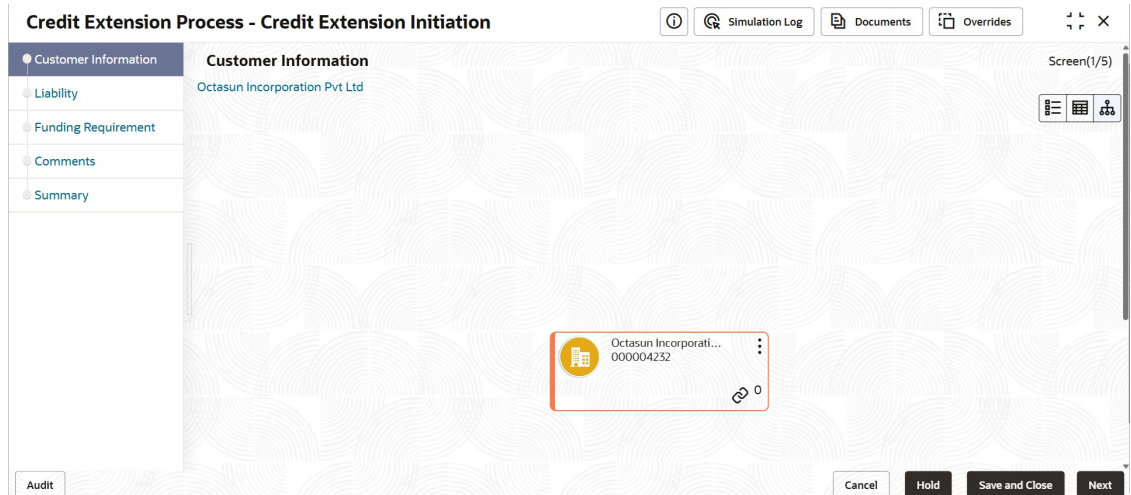 Credit Extension Process - Credit Extension Initiation
Simulation Log
Documents
Overrides
Customer Information
Liability
Funding Requirement
Comments
Summary
Customer Information
Screen(1/5)
Octasun Incorporation Pvt Ltd
Octasun Incorporati...
000004232
0
Audit
Cancel
Hold
Save and Close
Next